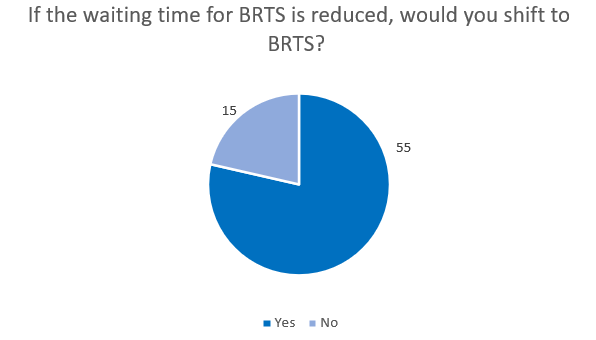 If the waiting time for BRTS is reduced, would you shift to
BRTS?
15
55
Yes No